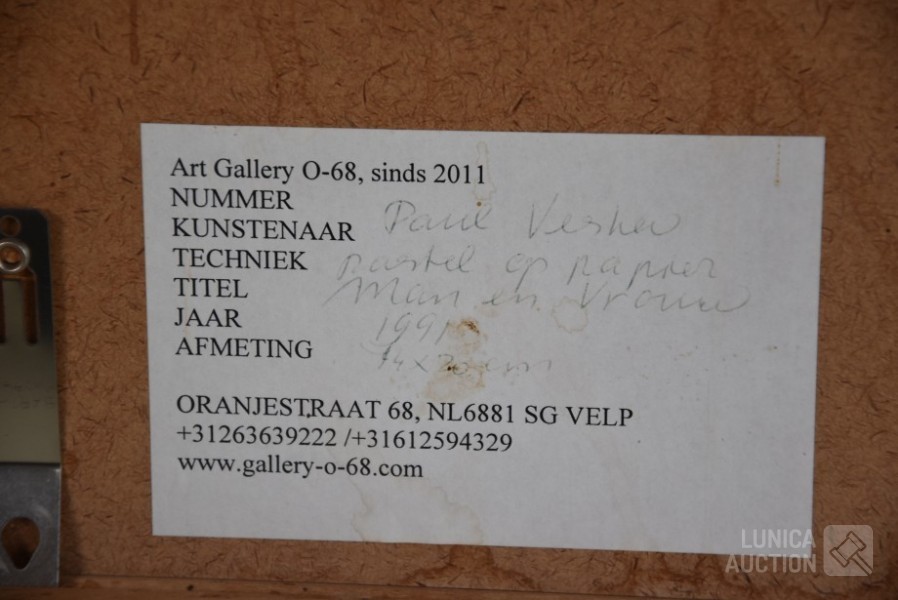 Art Gallery O-68, sinds 2011
NUMMER
KUNSTENAAR Paul
TECHNIEK pastel op papier
TITEL Man en Vrouw
JAAR 1991
AFMETING
ORANJESTRAAT 68, NL6881 SG VELP
+31263639222 /+31612594329
www.gallery-o-68.com
LUNICA
AUCTION